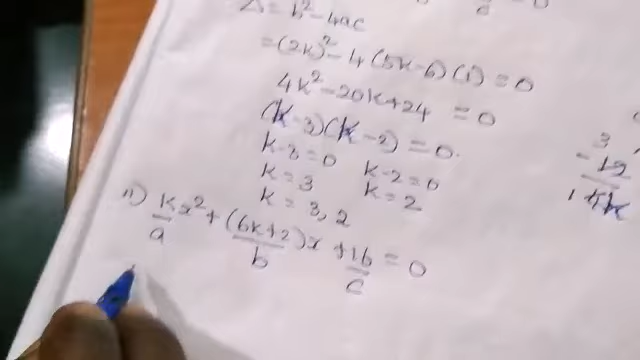 Δ = b² - 4ac
= (2k)² - 4(5k-6)(1) = 0
4k² - 20k + 24 = 0
(k-3)(k-2) = 0.
k-3=0 k-2=0
k=3 k=2
k = 3, 2
ii) kx² + (6k+2)x + 16 = 0
a b c